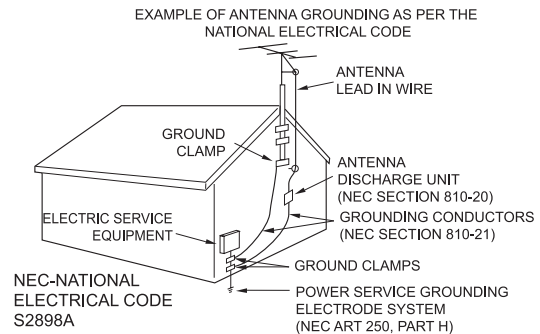 EXAMPLE OF ANTENNA GROUNDING AS PER THE
NATIONAL ELECTRICAL CODE
ANTENNA
LEAD IN WIRE
GROUND
CLAMP
ANTENNA
DISCHARGE UNIT
(NEC SECTION 810-20)
ELECTRIC SERVICE
EQUIPMENT
GROUNDING CONDUCTORS
(NEC SECTION 810-21)
GROUND CLAMPS
NEC-NATIONAL
ELECTRICAL CODE
S2898A
POWER SERVICE GROUNDING
ELECTRODE SYSTEM
(NEC ART 250, PART H)